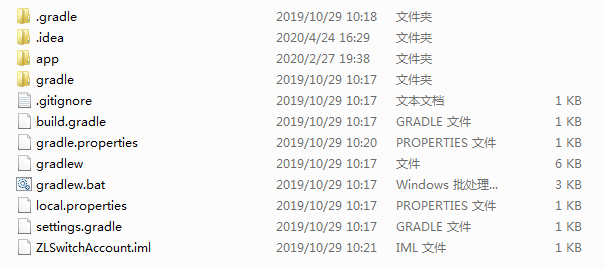 .gradle 2019/10/29 10:18 文件夹
.idea 2020/4/24 16:29 文件夹
app 2020/2/27 19:38 文件夹
gradle 2019/10/29 10:17 文件夹
.gitignore 2019/10/29 10:17 文本文档 1 KB
build.gradle 2019/10/29 10:17 GRADLE 文件 1 KB
gradle.properties 2019/10/29 10:20 PROPERTIES 文件 1 KB
gradlew 2019/10/29 10:17 文件 6 KB
gradlew.bat 2019/10/29 10:17 Windows 批处理... 3 KB
local.properties 2019/10/29 10:17 PROPERTIES 文件 1 KB
settings.gradle 2019/10/29 10:17 GRADLE 文件 1 KB
ZLSwitchAccount.iml 2019/10/29 10:21 IML 文件 1 KB